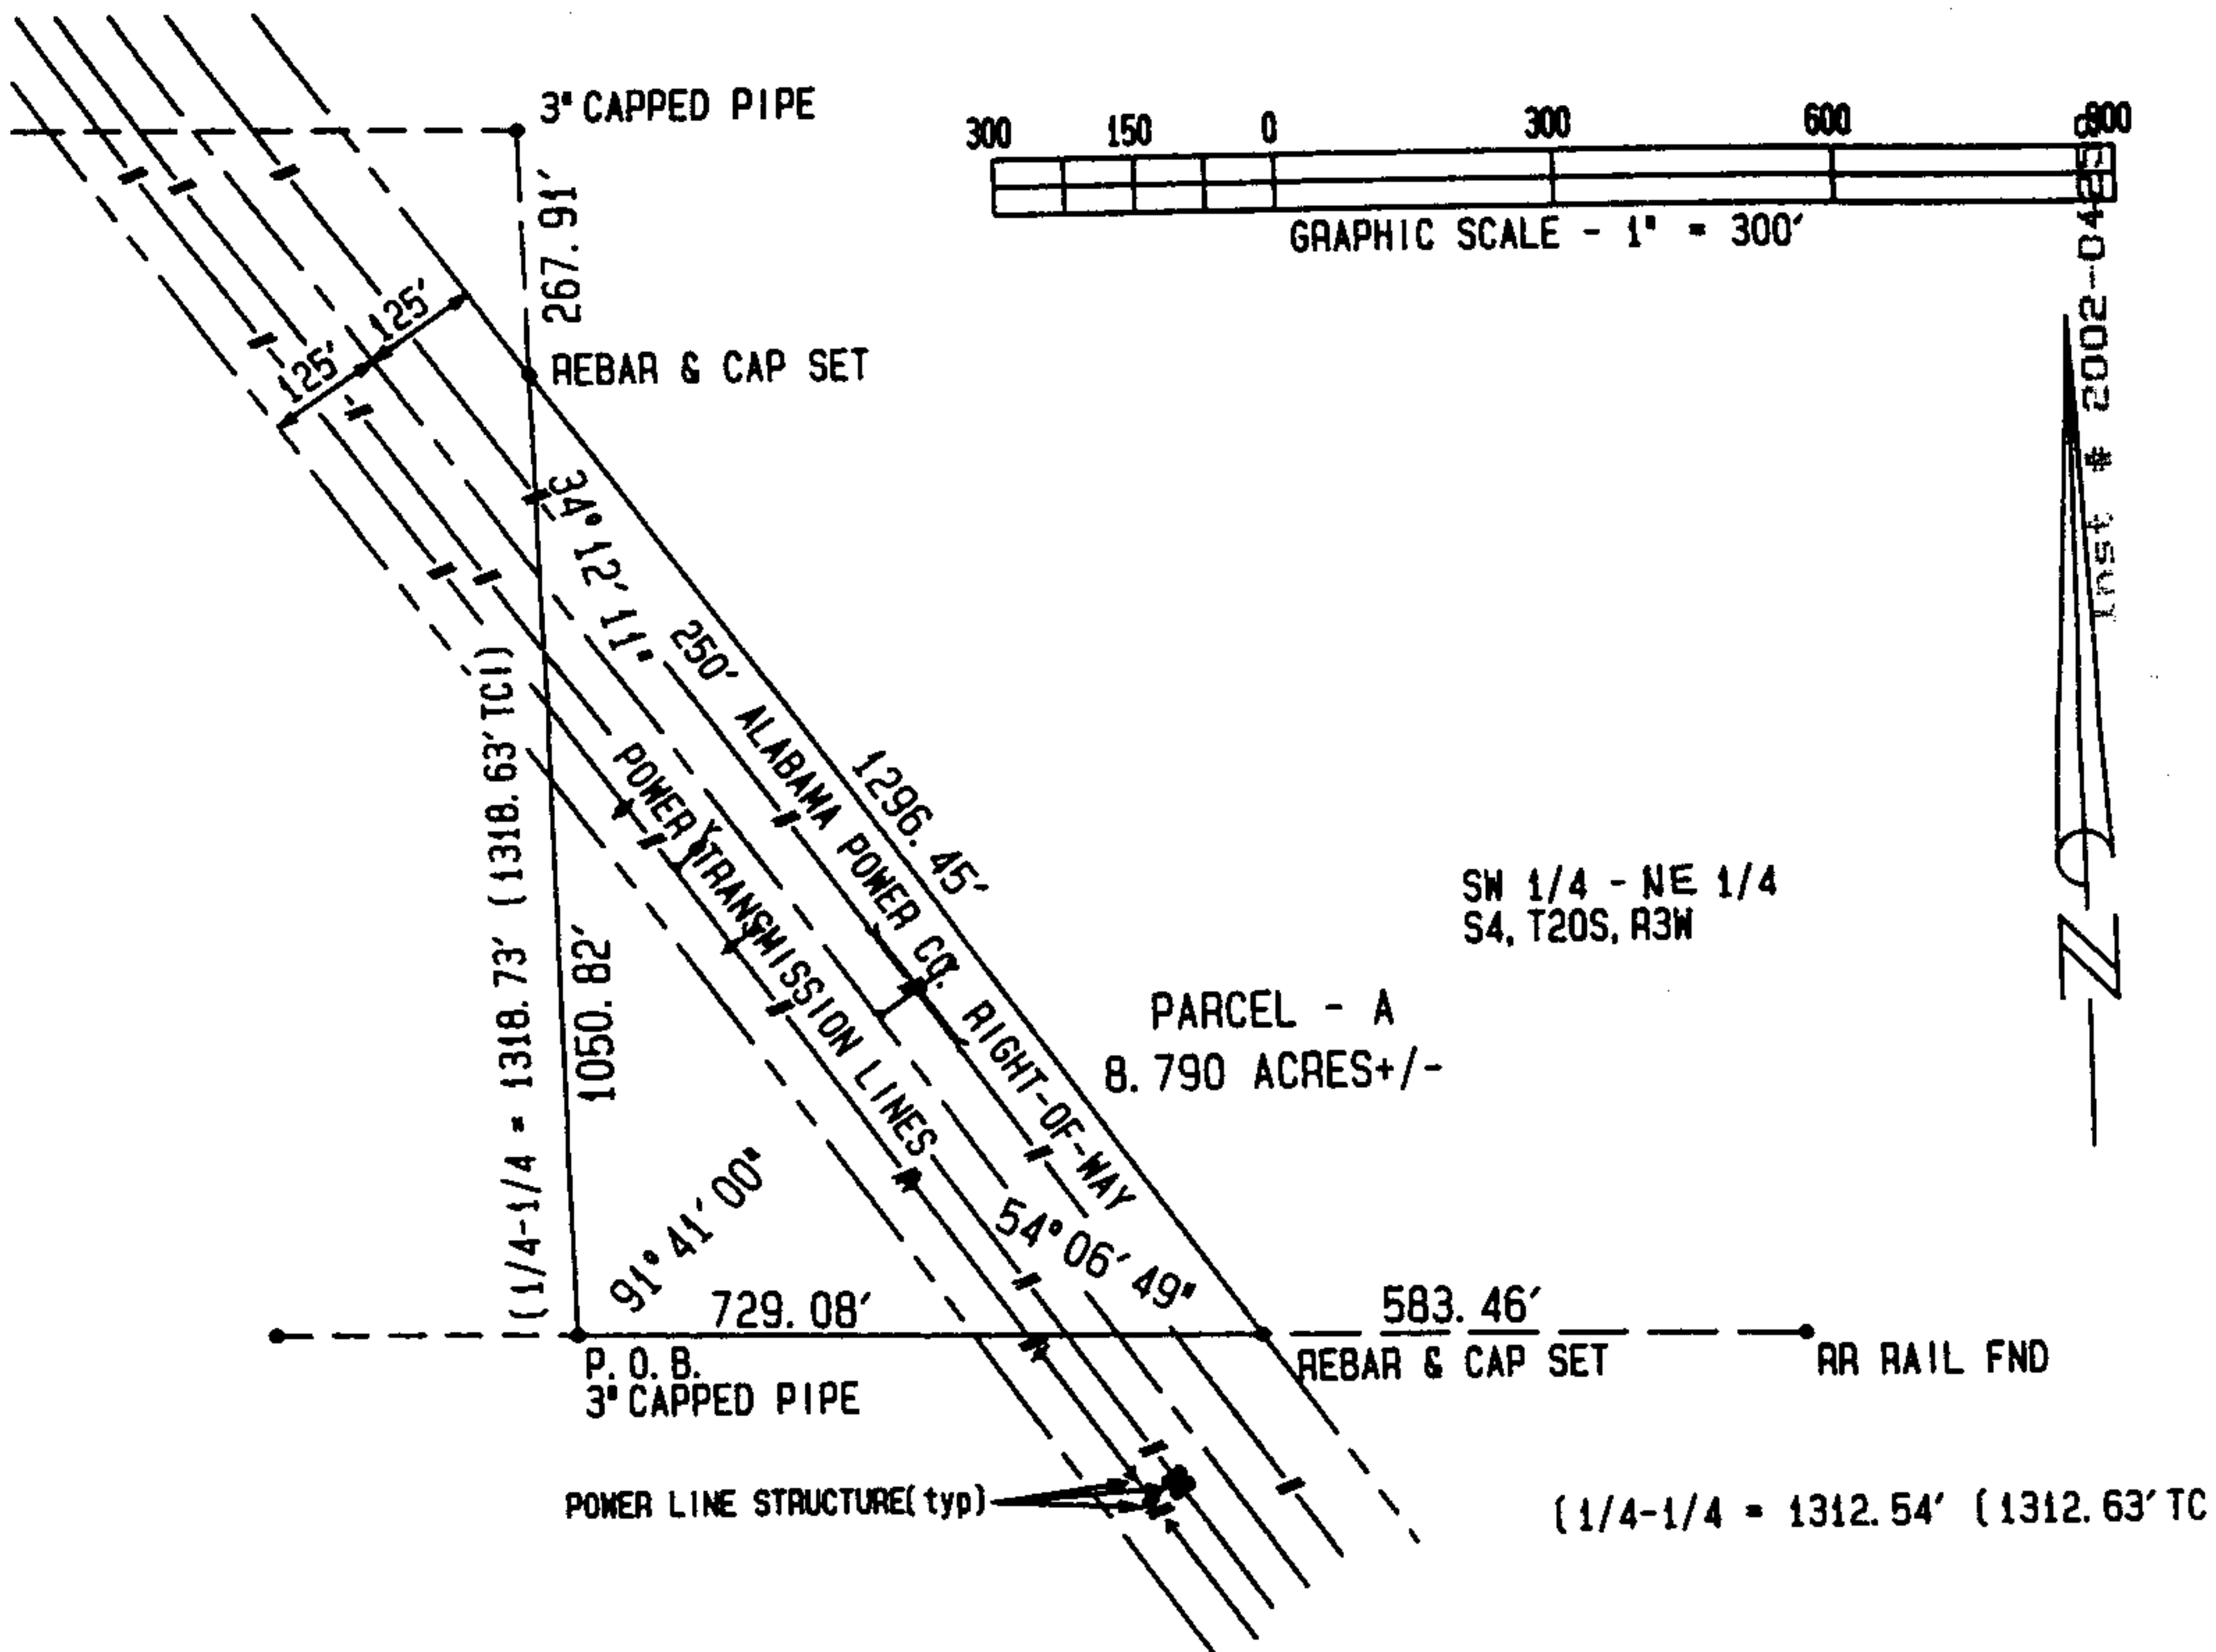 3" CAPPED PIPE
300 150 0 300 600 900
GRAPHIC SCALE - 1" = 300'
267.91'
125'
125'
REBAR & CAP SET
34° 12' 11"
250' ALABAMA POWER CO. RIGHT-OF-WAY
1296.45'
POWER TRANSMISSION LINES
(1/4-1/4 = 1318.73' (1318.63' TCI)
1050.82'
SW 1/4 - NE 1/4
S4, T20S, R3W
N
PARCEL - A
8.790 ACRES+/-
91° 41' 00"
54° 06' 49"
729.08'
583.46'
P.O.B.
3" CAPPED PIPE
REBAR & CAP SET
RR RAIL FND
POWER LINE STRUCTURE(typ)
(1/4-1/4 = 1312.54' (1312.63' TC